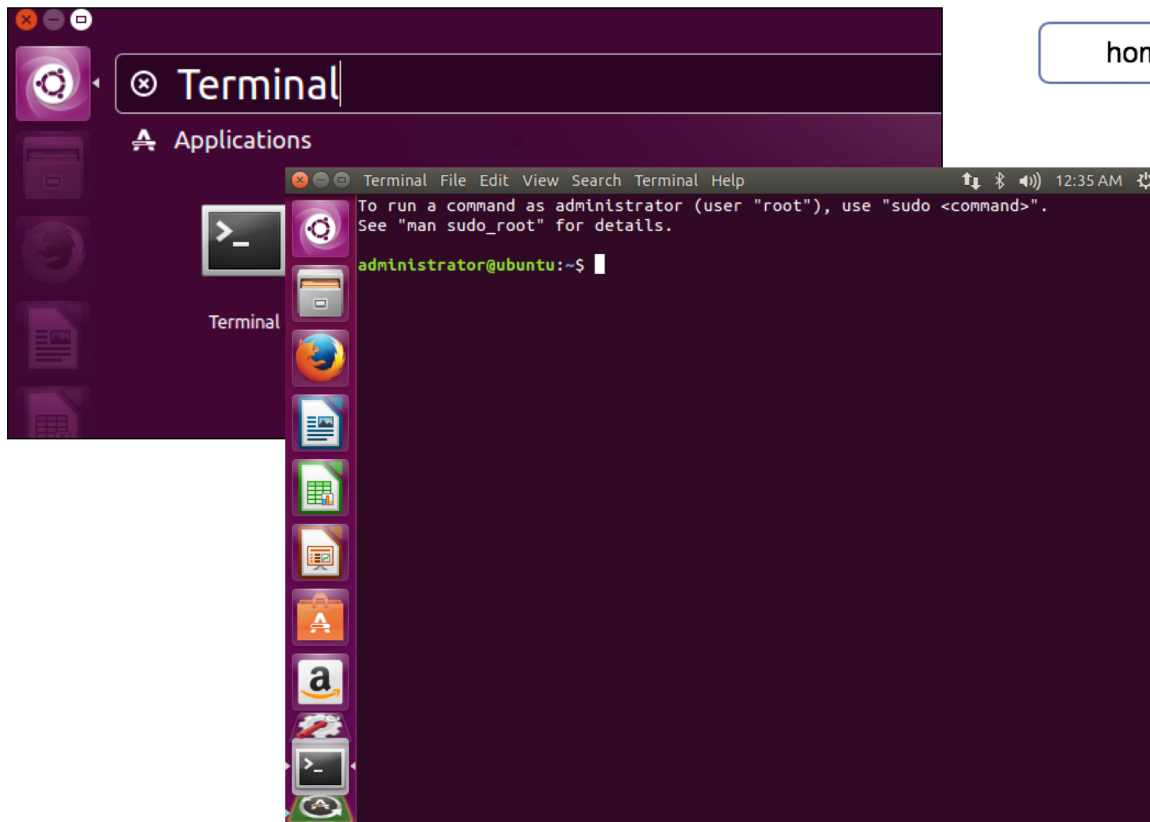 Terminal
Applications
Terminal
hom
Terminal File Edit View Search Terminal Help 12:35 AM
To run a command as administrator (user "root"), use "sudo <command>".
See "man sudo_root" for details.
administrator@ubuntu:~$